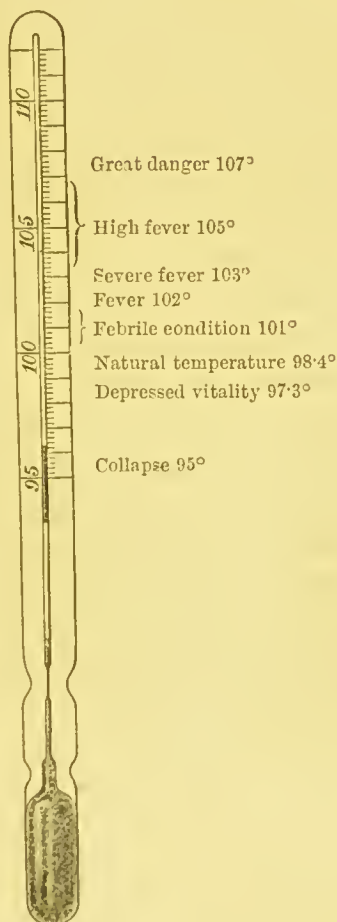 110
Great danger 107°
105
High fever 105°
Severe fever 103°
Fever 102°
Febrile condition 101°
100
Natural temperature 98·4°
Depressed vitality 97·3°
Collapse 95°
95